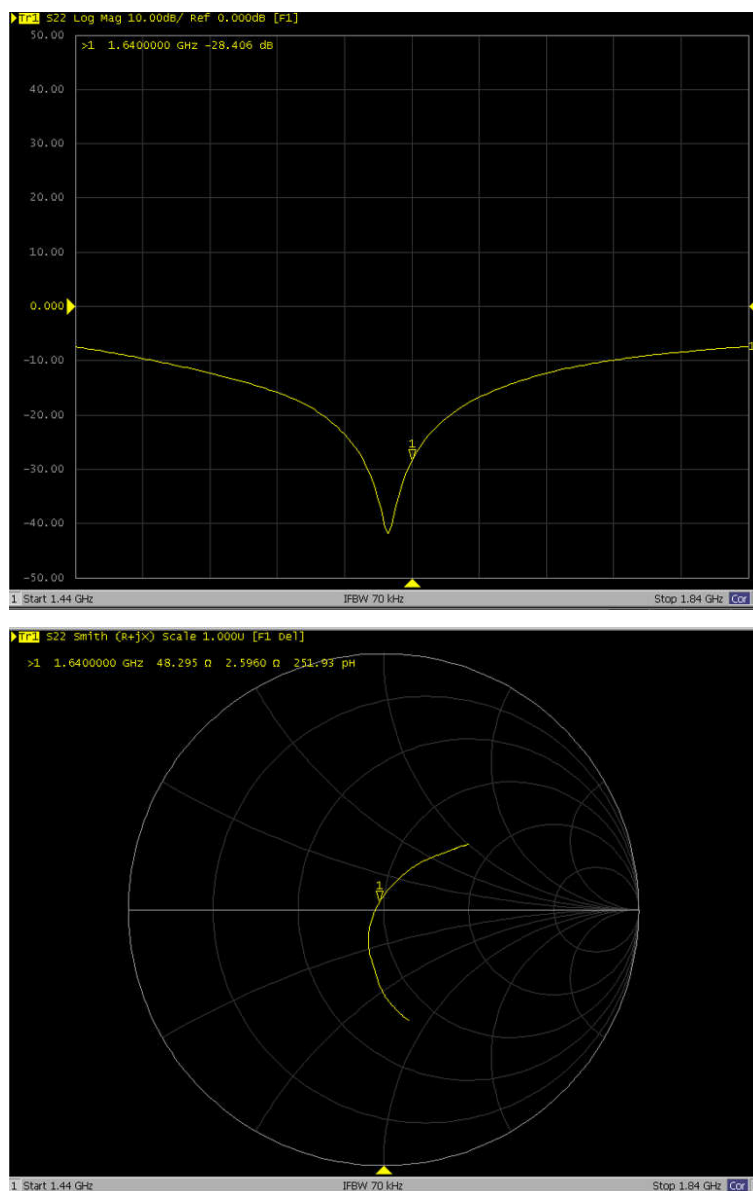 Tr1 S22 Log Mag 10.00dB/ Ref 0.000dB [F1]
50.00
>1 1.6400000 GHz -28.406 dB
40.00
30.00
20.00
10.00
0.000
1
-10.00
-20.00
1
-30.00
-40.00
-50.00
1 Start 1.44 GHz IFBW 70 kHz Stop 1.84 GHz Cor
Tr1 S22 Smith (R+jX) Scale 1.000U [F1 Del]
>1 1.6400000 GHz 48.295 Ω 2.5960 Ω 251.93 pH
1
1 Start 1.44 GHz IFBW 70 kHz Stop 1.84 GHz Cor